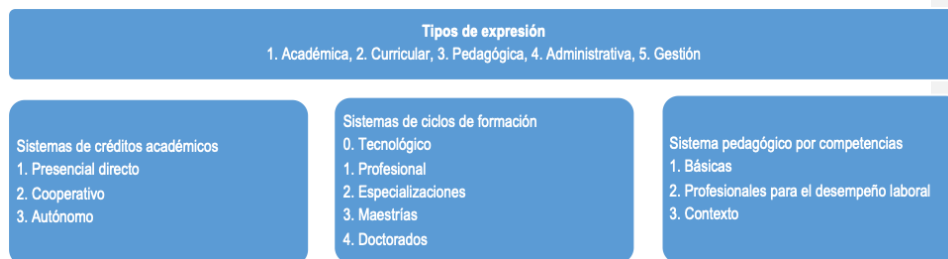 Tipos de expresión
1. Académica, 2. Curricular, 3. Pedagógica, 4. Administrativa, 5. Gestión
Sistemas de créditos académicos
1. Presencial directo
2. Cooperativo
3. Autónomo
Sistemas de ciclos de formación
0. Tecnológico
1. Profesional
2. Especializaciones
3. Maestrías
4. Doctorados
Sistema pedagógico por competencias
1. Básicas
2. Profesionales para el desempeño laboral
3. Contexto